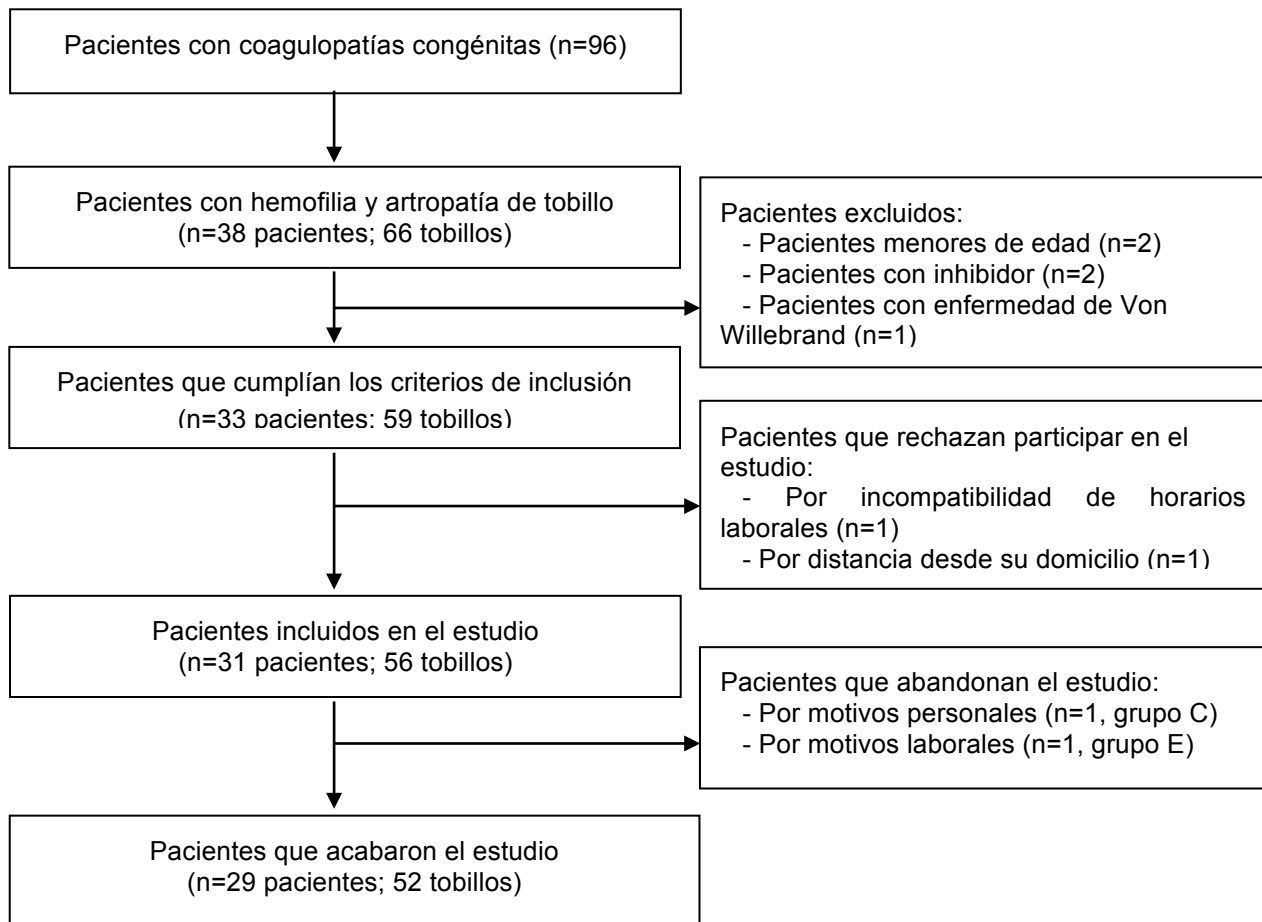 Pacientes con coagulopatías congénitas (n=96)
Pacientes con hemofilia y artropatía de tobillo
(n=38 pacientes; 66 tobillos)
Pacientes excluidos:
- Pacientes menores de edad (n=2)
- Pacientes con inhibidor (n=2)
- Pacientes con enfermedad de Von
Willebrand (n=1)
Pacientes que cumplían los criterios de inclusión
(n=33 pacientes; 59 tobillos)
Pacientes que rechazan participar en el
estudio:
- Por incompatibilidad de horarios
laborales (n=1)
- Por distancia desde su domicilio (n=1)
Pacientes incluidos en el estudio
(n=31 pacientes; 56 tobillos)
Pacientes que abandonan el estudio:
- Por motivos personales (n=1, grupo C)
- Por motivos laborales (n=1, grupo E)
Pacientes que acabaron el estudio
(n=29 pacientes; 52 tobillos)